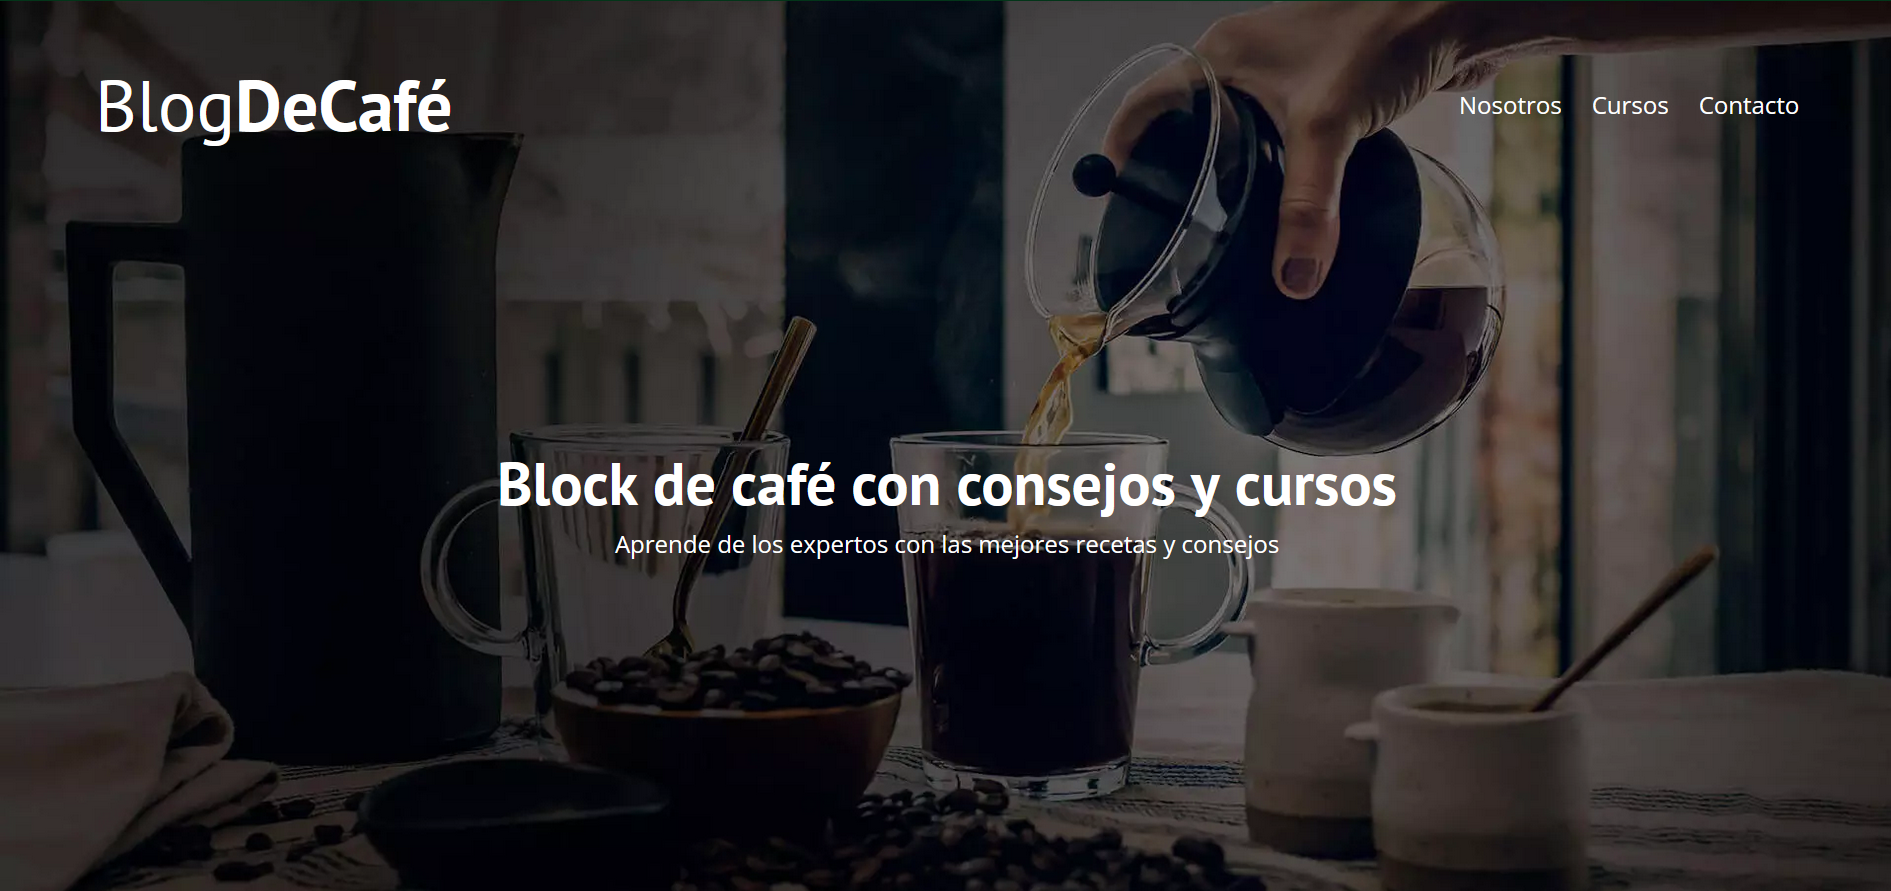 BlogDeCafé
Nosotros Cursos Contacto
Block de café con consejos y cursos
Aprende de los expertos con las mejores recetas y consejos